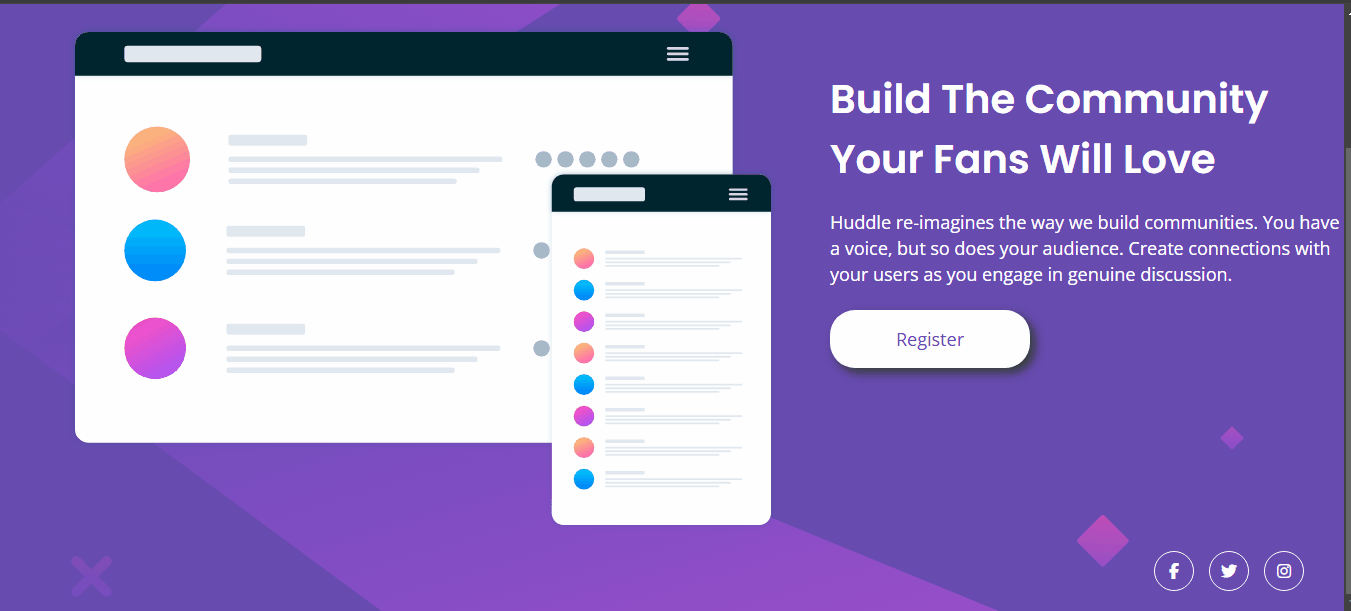 Build The Community
Your Fans Will Love
Huddle re-imagines the way we build communities. You have
a voice, but so does your audience. Create connections with
your users as you engage in genuine discussion.
Register